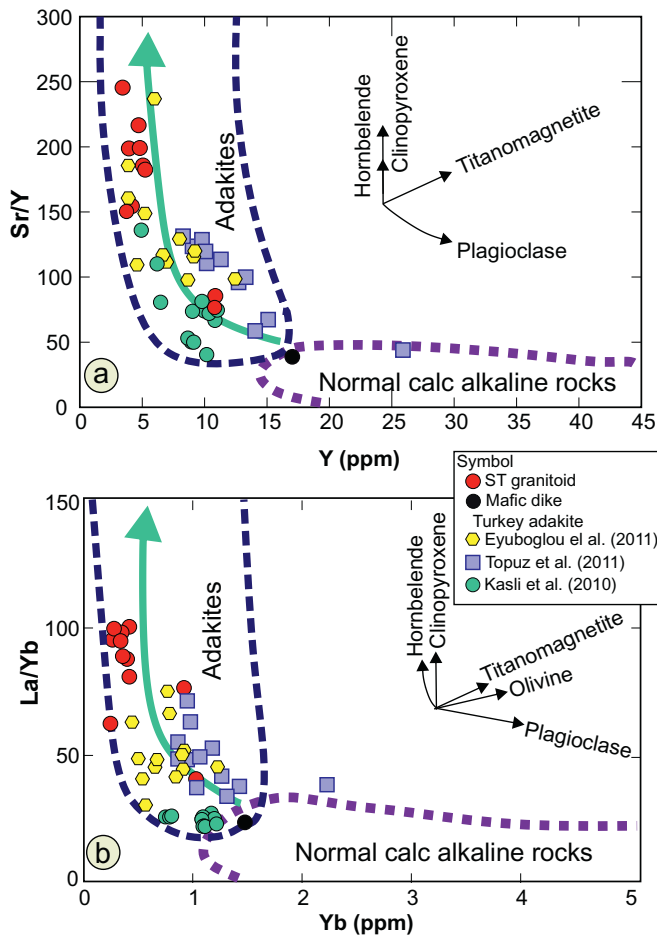 300
250
200
150
100
50
0
Sr/Y
Adakites
Hornbelende
Clinopyroxene
Titanomagnetite
Plagioclase
Normal calc alkaline rocks
a
0 5 10 15 20 25 30 35 40 45
Y (ppm)
Symbol
ST granitoid
Mafic dike
Turkey adakite
Eyuboglou el al. (2011)
Topuz et al. (2011)
Kasli et al. (2010)
150
100
50
0
La/Yb
Adakites
Hornbelende
Clinopyroxene
Titanomagnetite
Olivine
Plagioclase
Normal calc alkaline rocks
b
0 1 2 3 4 5
Yb (ppm)